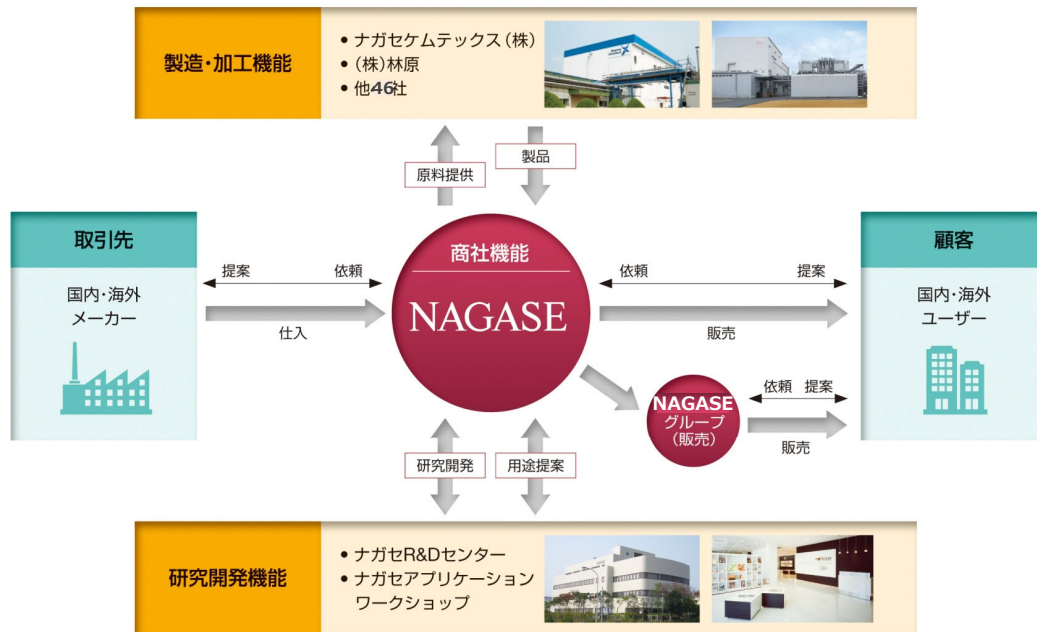 製造・加工機能
• ナガセケムテックス(株)
• (株)林原
• 他46社
原料提供
製品
取引先
国内・海外
メーカー
提案
依頼
仕入
商社機能
NAGASE
依頼
提案
販売
顧客
国内・海外
ユーザー
NAGASE
グループ
(販売)
依頼
提案
販売
研究開発
用途提案
研究開発機能
• ナガセR&Dセンター
• ナガセアプリケーション
ワークショップ